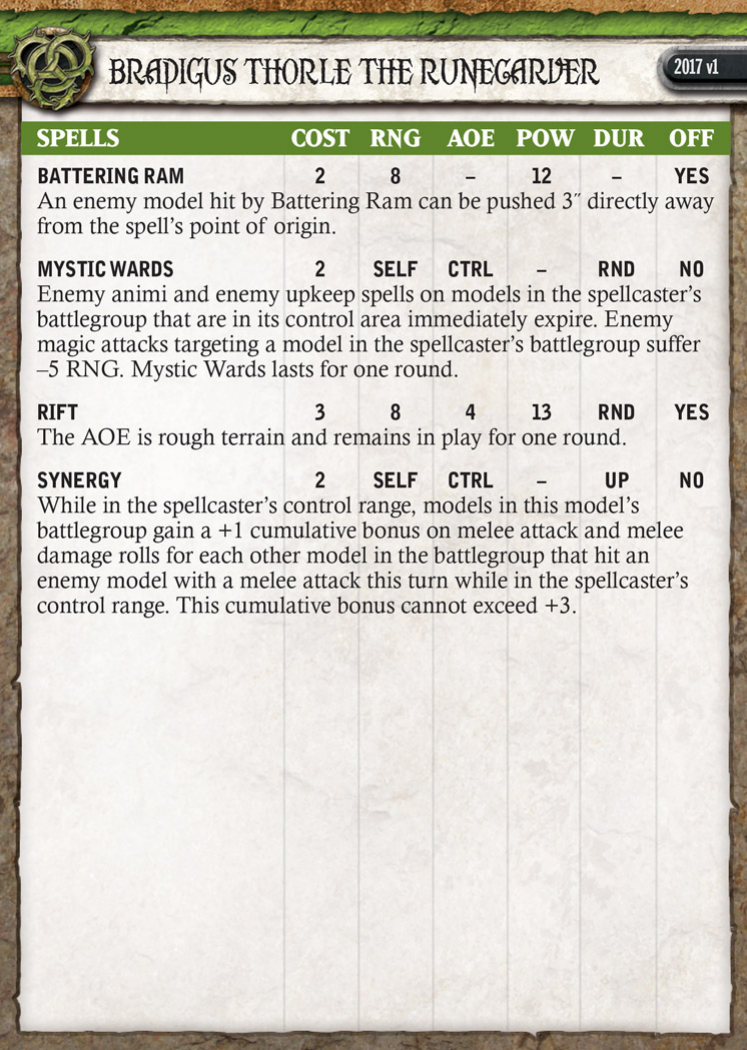 BRADIGUS THORLE THE RUNECARVER
2017 v1
SPELLS COST RNG AOE POW DUR OFF
BATTERING RAM 2 8 – 12 – YES
An enemy model hit by Battering Ram can be pushed 3˝ directly away
from the spell’s point of origin.
MYSTIC WARDS 2 SELF CTRL – RND NO
Enemy animi and enemy upkeep spells on models in the spellcaster’s
battlegroup that are in its control area immediately expire. Enemy
magic attacks targeting a model in the spellcaster’s battlegroup suffer
–5 RNG. Mystic Wards lasts for one round.
RIFT 3 8 4 13 RND YES
The AOE is rough terrain and remains in play for one round.
SYNERGY 2 SELF CTRL – UP NO
While in the spellcaster’s control range, models in this model’s
battlegroup gain a +1 cumulative bonus on melee attack and melee
damage rolls for each other model in the battlegroup that hit an
enemy model with a melee attack this turn while in the spellcaster’s
control range. This cumulative bonus cannot exceed +3.